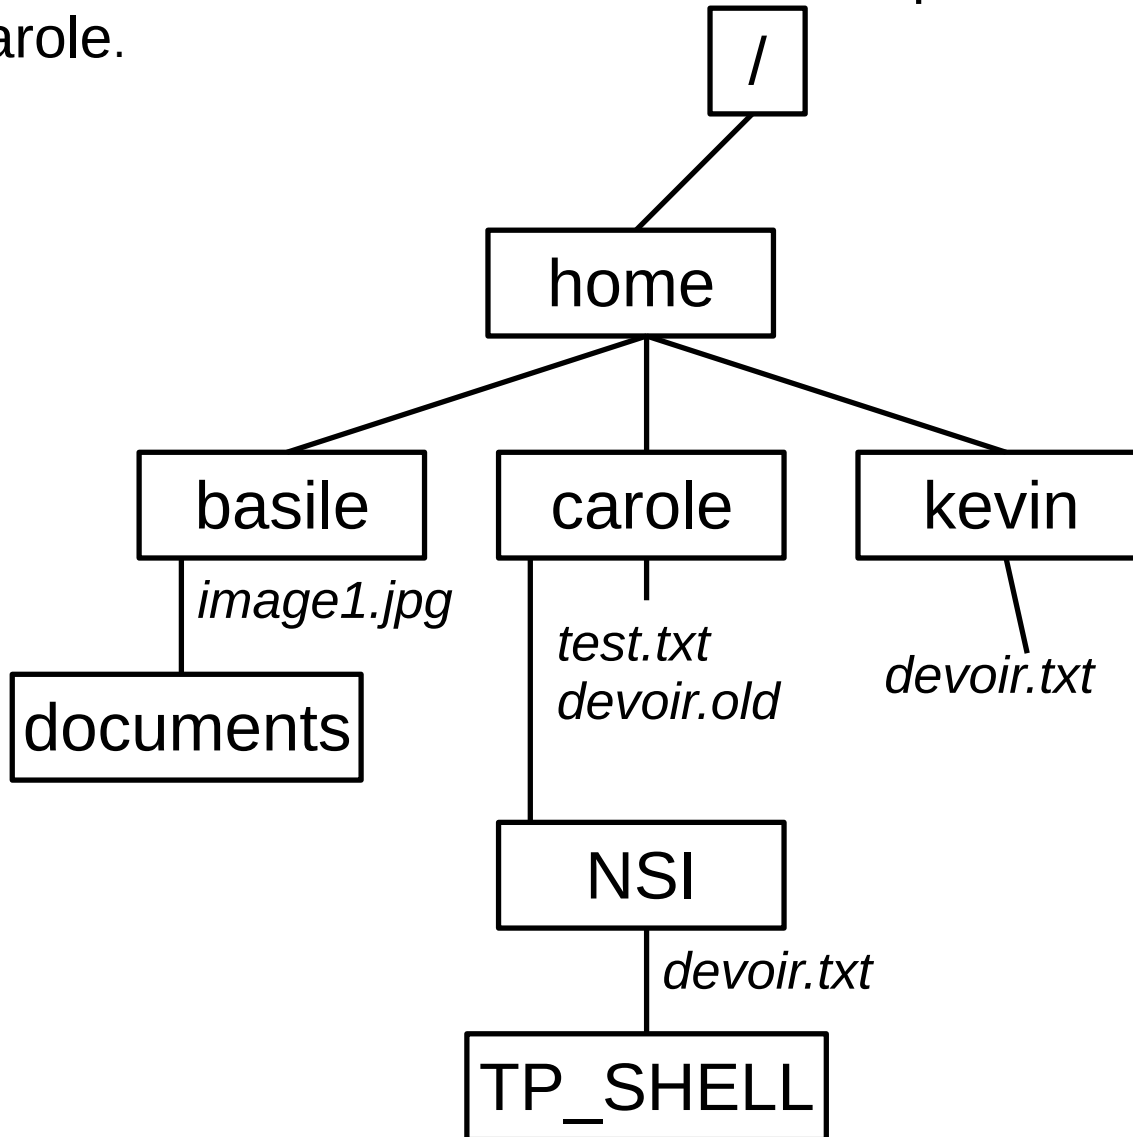 arole.
/
home
basile carole kevin
image1.jpg
test.txt
devoir.txt
devoir.old
documents
NSI
devoir.txt
TP_SHELL